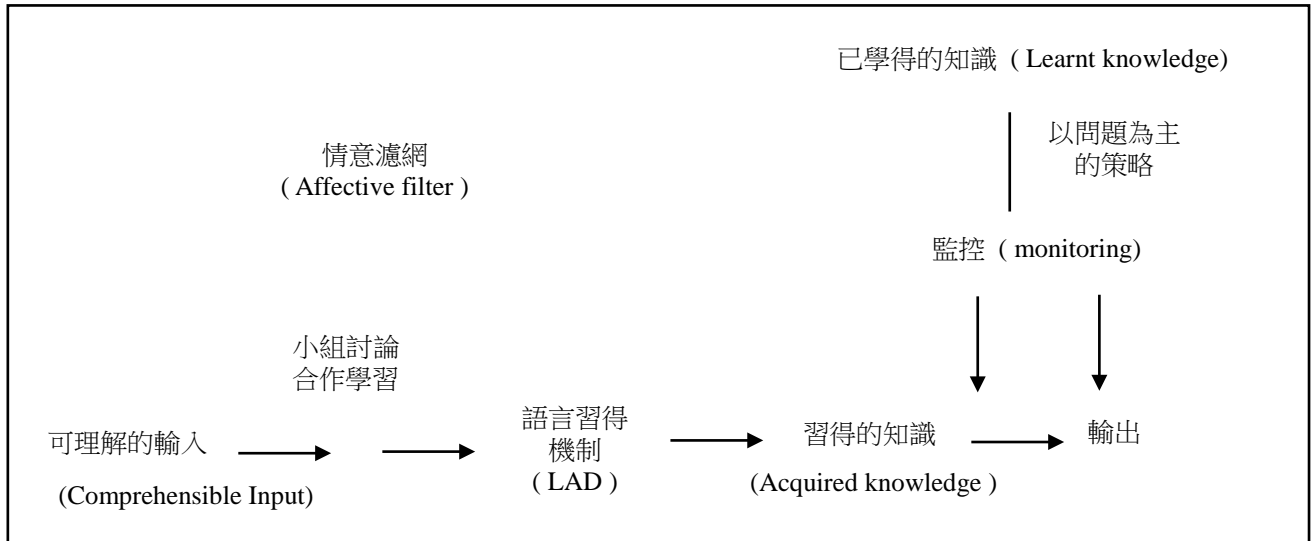 已學得的知識 ( Learnt knowledge)
以問題為主
的策略
情意濾網
( Affective filter )
監控 ( monitoring)
小組討論
合作學習
可理解的輸入
(Comprehensible Input)
語言習得
機制
( LAD )
習得的知識
(Acquired knowledge )
輸出